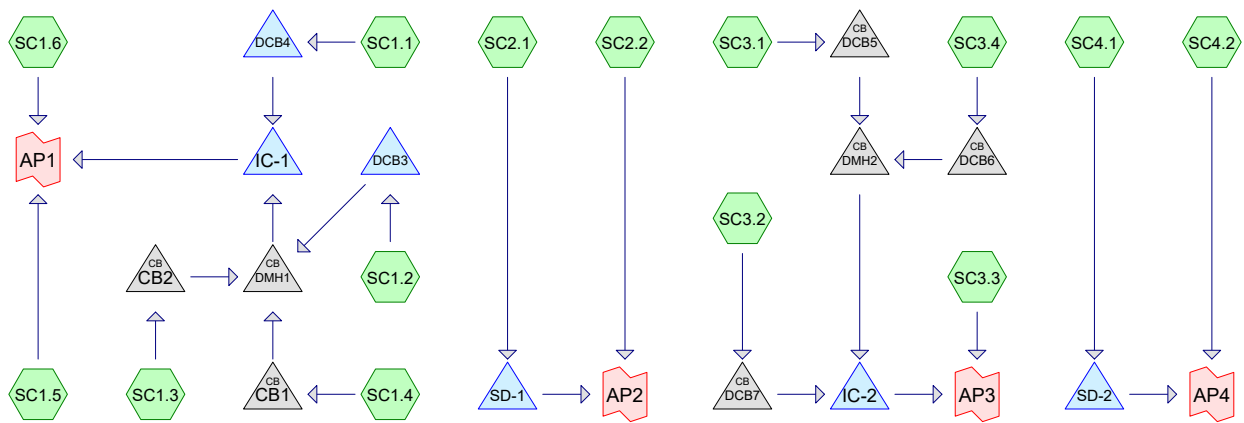 SC1.6
DCB4
SC1.1
SC2.1
SC2.2
SC3.1
CB
DCB5
SC3.4
SC4.1
SC4.2
AP1
IC-1
DCB3
CB
DMH2
CB
DCB6
SC3.2
CB
CB2
CB
DMH1
SC1.2
SC3.3
SC1.5
SC1.3
CB
CB1
SC1.4
SD-1
AP2
CB
DCB7
IC-2
AP3
SD-2
AP4